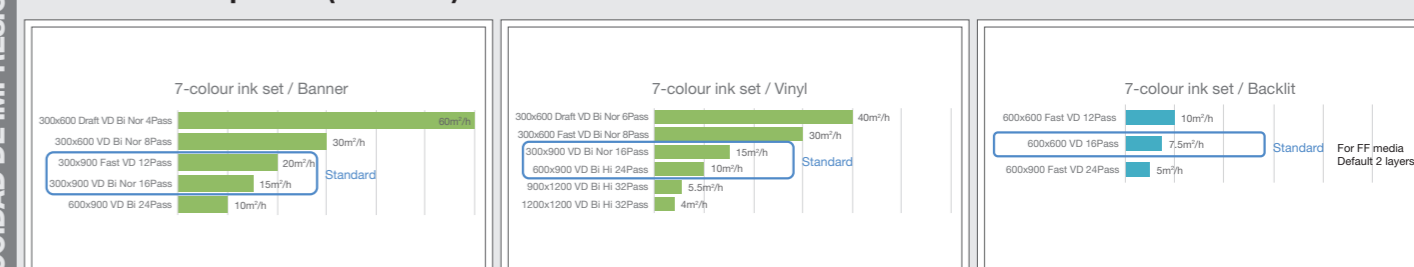 7-colour ink set / Banner
300x600 Draft VD Bi Nor 4Pass 60m²/h
300x600 VD Bi Nor 8Pass 30m²/h
300x900 Fast VD 12Pass 20m²/h
300x900 VD Bi Nor 16Pass 15m²/h
Standard
600x900 VD Bi 24Pass 10m²/h
7-colour ink set / Vinyl
300x600 Draft VD Bi Nor 6Pass 40m²/h
300x600 Fast VD Bi Nor 8Pass 30m²/h
300x900 VD Bi Nor 16Pass 15m²/h
600x900 VD Bi Hi 24Pass 10m²/h
Standard
900x1200 VD Bi Hi 32Pass 5.5m²/h
1200x1200 VD Bi Hi 32Pass 4m²/h
7-colour ink set / Backlit
600x600 Fast VD 12Pass 10m²/h
600x600 VD 16Pass 7.5m²/h
Standard
600x900 Fast VD 24Pass 5m²/h
For FF media
Default 2 layers